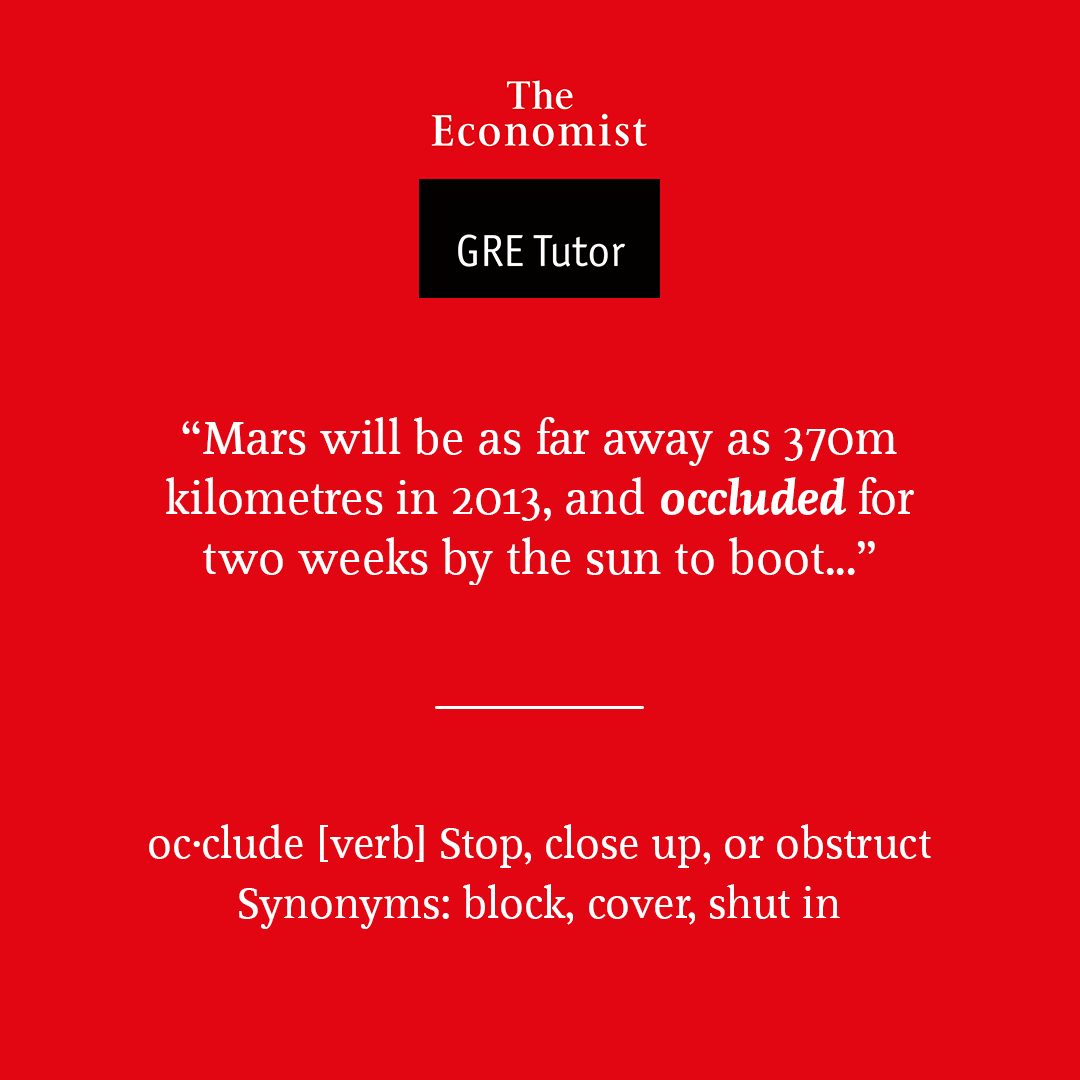 The
Economist
GRE Tutor
“Mars will be as far away as 370m
kilometres in 2013, and occluded for
two weeks by the sun to boot...”
oc·clude [verb] Stop, close up, or obstruct
Synonyms: block, cover, shut in